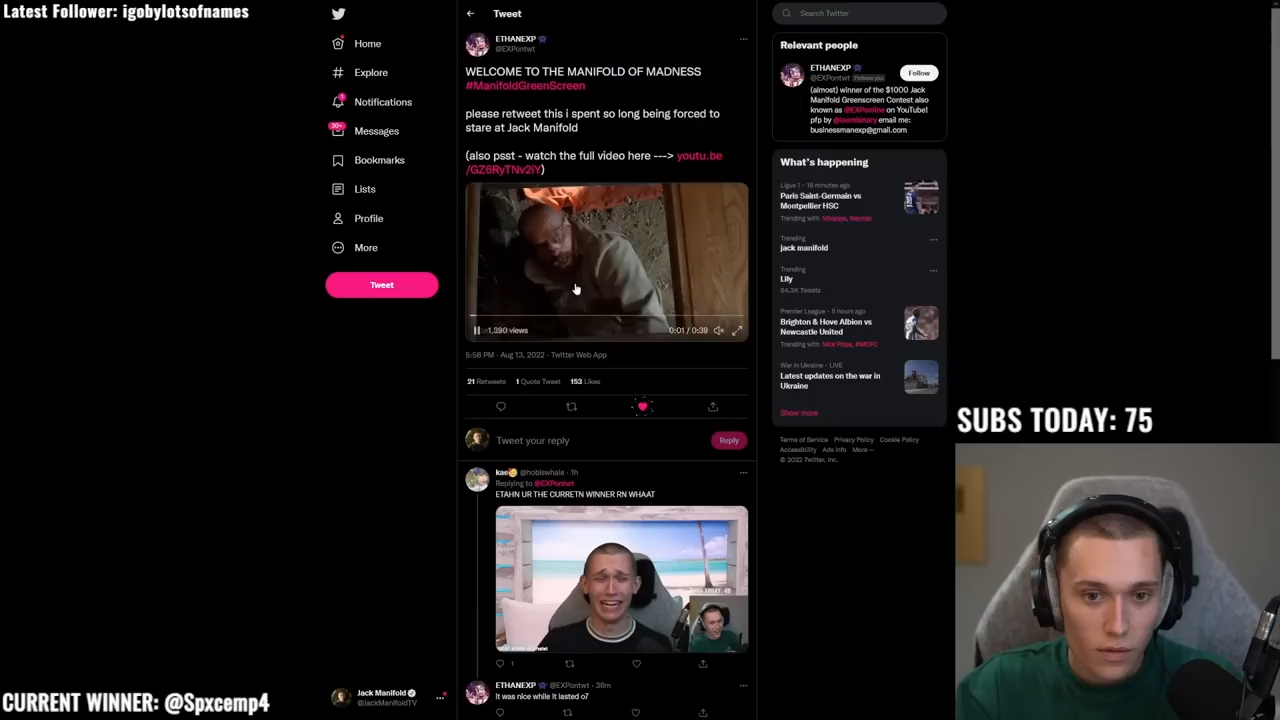 Latest Follower: igobylotsofnames
Home
Explore
1
Notifications
20+
Messages
Bookmarks
Lists
Profile
More
Tweet
Jack Manifold
@JackManifoldTV
CURRENT WINNER: @Spxcemp4
Tweet
ETHANEXP
@EXPontwt
WELCOME TO THE MANIFOLD OF MADNESS
#ManifoldGreenScreen
please retweet this i spent so long being forced to
stare at Jack Manifold
(also psst - watch the full video here ---> youtu.be
/GZ6RyTNv2iY)
1,390 views
0:01 / 0:39
5:58 PM · Aug 13, 2022 · Twitter Web App
21 Retweets 1 Quote Tweet 153 Likes
Tweet your reply
Reply
kae @hobiswhale · 1h
Replying to @EXPontwt
ETAHN UR THE CURRETN WINNER RN WHAAT
SUBS TODAY: 49
1
ETHANEXP @EXPontwt · 36m
It was nice while it lasted o7
Search Twitter
Relevant people
ETHANEXP
@EXPontwt Follows you
Follow
(almost) winner of the $1000 Jack
Manifold Greenscreen Contest also
known as @EXPonline on YouTube!
pfp by @loombinary email me:
businessmanexp@gmail.com
What's happening
Ligue 1 · 19 minutes ago
Paris Saint-Germain vs
Montpellier HSC
Trending with Mbappe, Neymar
Trending
jack manifold
Trending
Lily
64.3K Tweets
Premier League · 5 hours ago
Brighton & Hove Albion vs
Newcastle United
Trending with Nick Pope, #MCFC
War in Ukraine · LIVE
Latest updates on the war in
Ukraine
Show more
Terms of Service Privacy Policy Cookie Policy
Accessibility Ads info More
© 2022 Twitter, Inc.
SUBS TODAY: 75